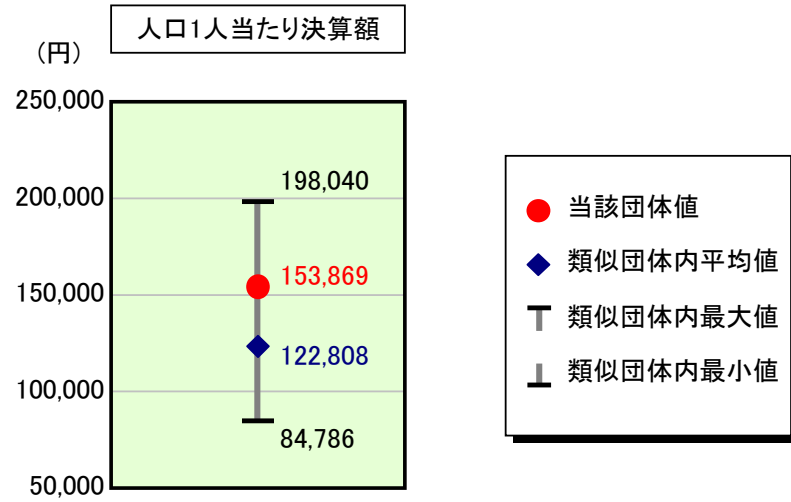 人口1人当たり決算額
(円)
250,000
200,000
150,000
100,000
50,000
198,040
153,869
122,808
84,786
当該団体値
類似団体内平均値
類似団体内最大値
類似団体内最小値